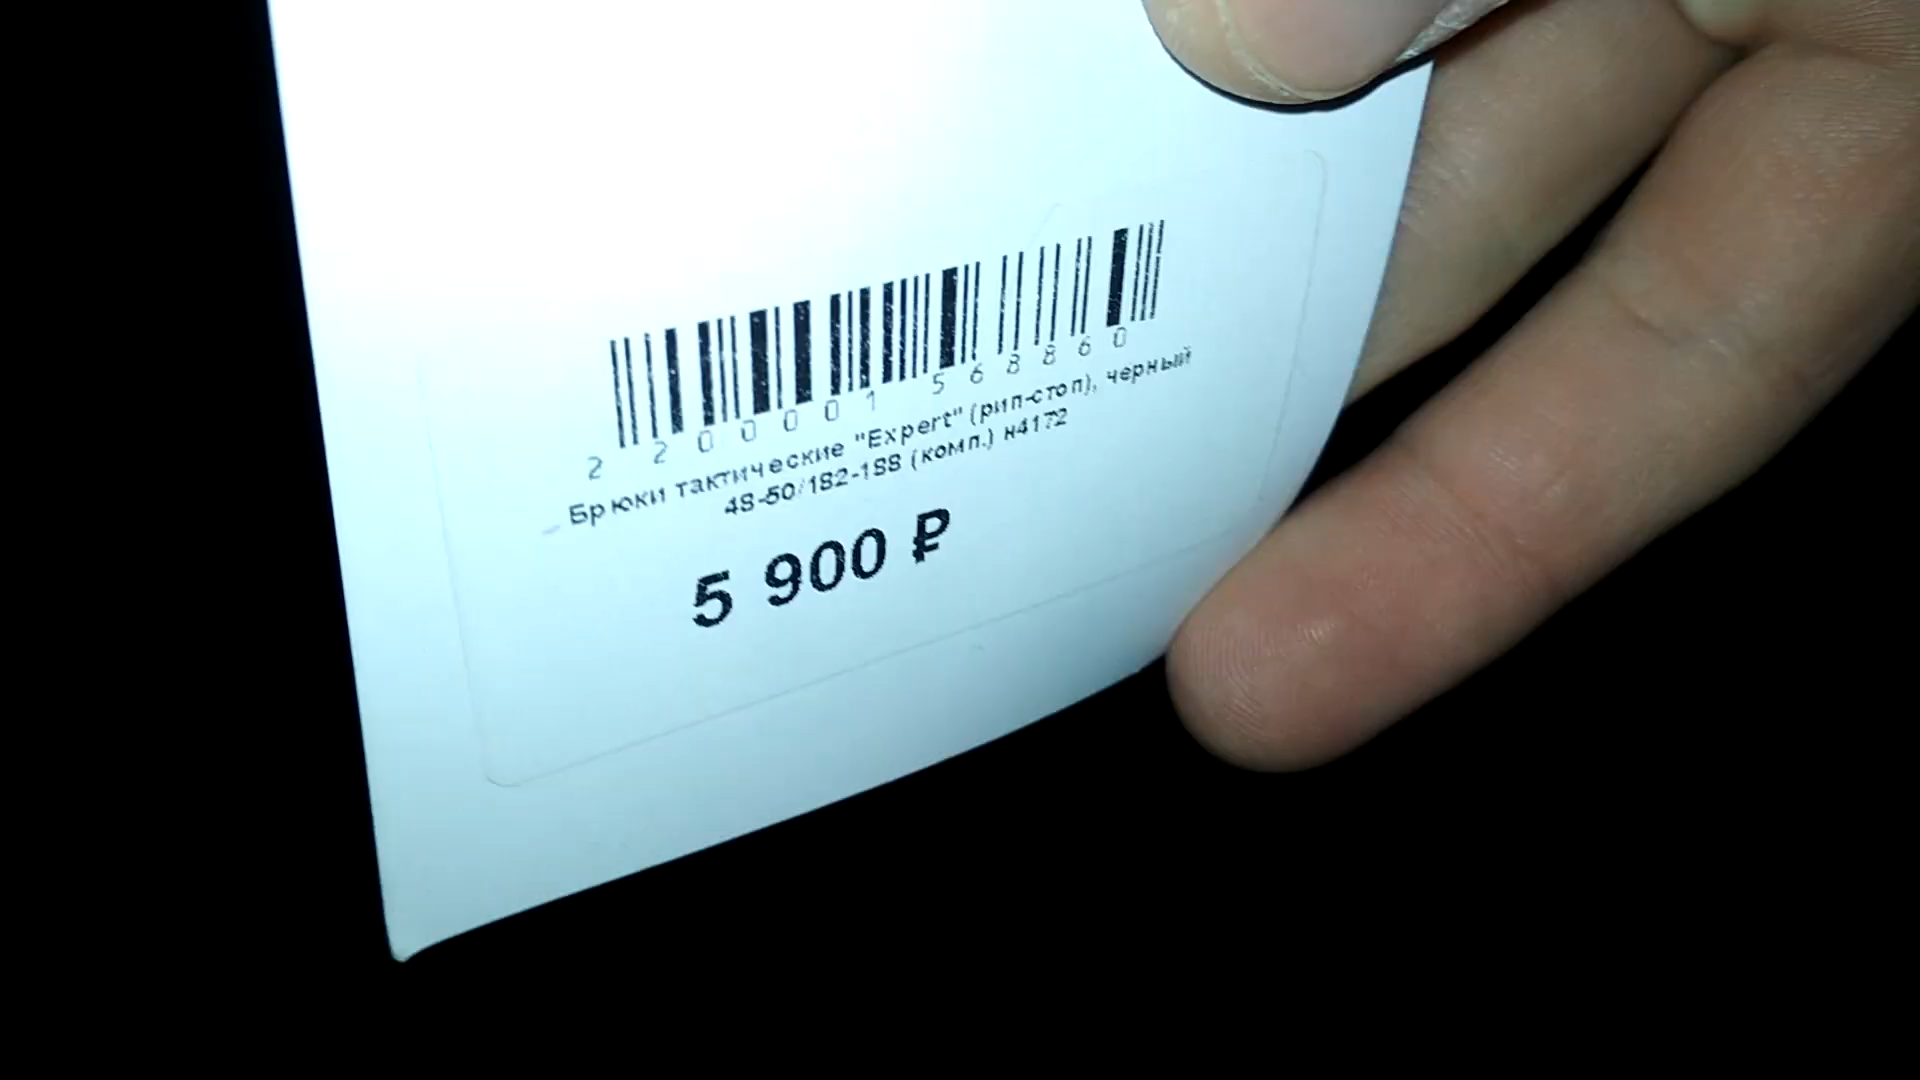 2 200001 568860
Брюки тактические "Expert" (рип-стоп), черный
48-50/182-188 (комп.) н4172
5 900 ₽